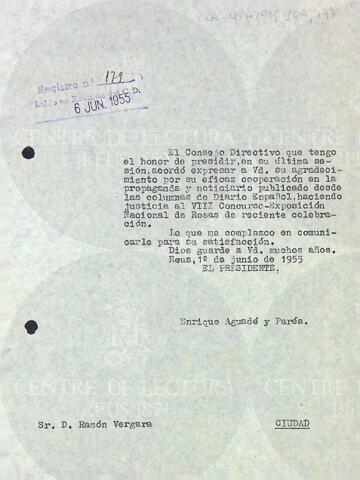 Registro nº 179
6 JUN. 1955
El Consejo Directivo que tengo
el honor de presidir,en su última se-
sión,acordó expresar a Vd. su agradeci-
miento por su eficaz cooperación en la
propaganda y noticiario publicado desde
las columnas de Diario Español,haciendo
justicia al VIII Concurso-Exposición
Nacional de Rosas de reciente celebra-
ción.
Lo que me complazco en comuni-
carle para su satisfacción.
Dios guarde a Vd. muchos años.
Reus,1º de junio de 1955
EL PRESIDENTE,
Enrique Aguadé y Parés.
CENTRE DE LECTURA
Sr. D. Ramón Vergara
CIUDAD